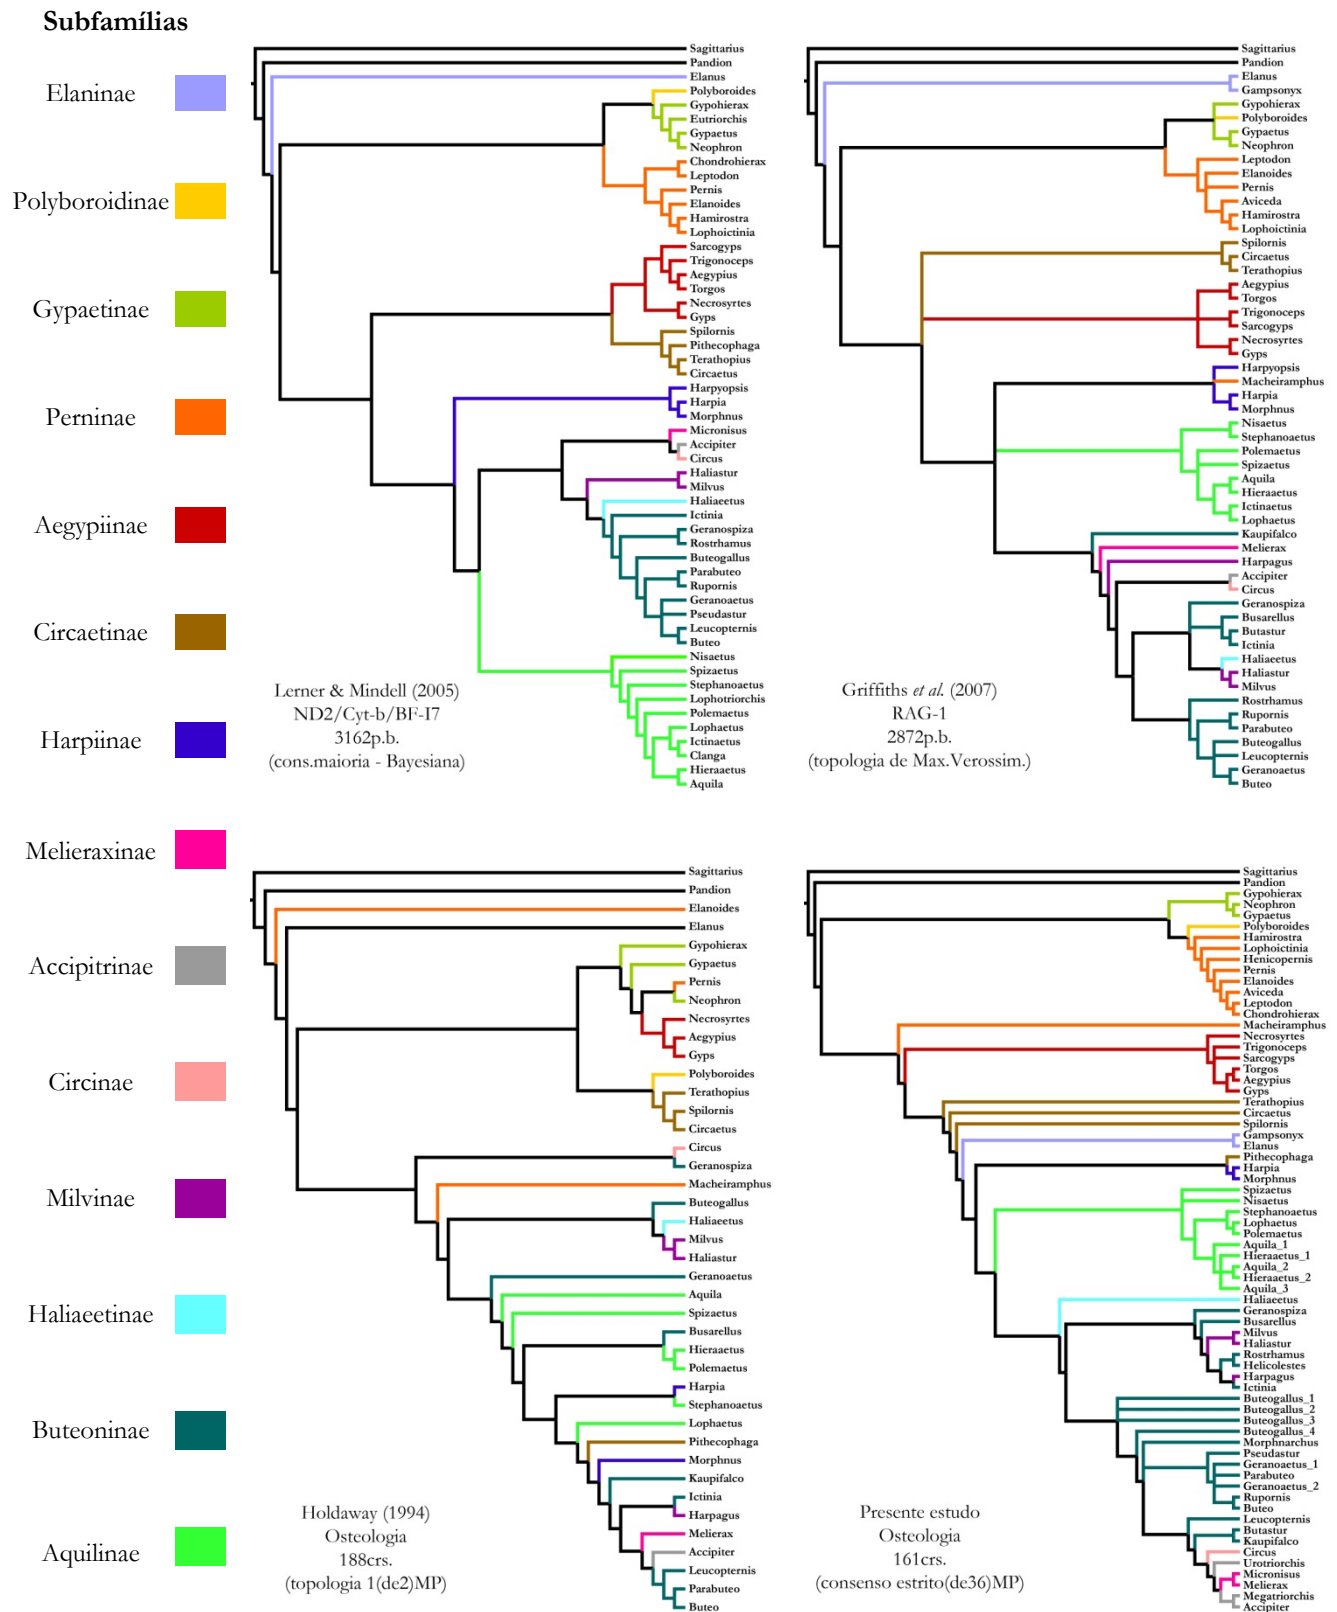 Subfamílias
Elaninae
Polyboroidinae
Gypaetinae
Perninae
Aegypiinae
Circaetinae
Harpiinae
Melieraxinae
Accipitrinae
Circinae
Milvinae
Haliaeetinae
Buteoninae
Aquilinae
Sagittarius
Pandion
Elanus
Polyboroides
Gypohierax
Eutriorchis
Gypaetus
Neophron
Chondrohierax
Leptodon
Pernis
Elanoides
Hamirostra
Lophoictinia
Sarcogyps
Trigonoceps
Aegypius
Torgos
Necrosyrtes
Gyps
Spilornis
Pithecophaga
Terathopius
Circaetus
Harpyopsis
Harpia
Morphnus
Micronisus
Accipiter
Circus
Haliastur
Milvus
Haliaeetus
Ictinia
Geranospiza
Rostrhamus
Buteogallus
Parabuteo
Rupornis
Geranoaetus
Pseudastur
Leucopternis
Buteo
Nisaetus
Spizaetus
Stephanoaetus
Lophotriorchis
Polemaetus
Lophaetus
Ictinaetus
Clanga
Hieraaetus
Aquila
Lerner & Mindell (2005)
ND2/Cyt-b/BF-I7
3162p.b.
(cons.maioria - Bayesiana)
Sagittarius
Pandion
Elanus
Gampsonyx
Gypohierax
Polyboroides
Gypaetus
Neophron
Leptodon
Elanoides
Pernis
Aviceda
Hamirostra
Lophoictinia
Spilornis
Circaetus
Terathopius
Aegypius
Torgos
Trigonoceps
Sarcogyps
Necrosyrtes
Gyps
Harpyopsis
Macheiramphus
Harpia
Morphnus
Nisaetus
Stephanoaetus
Polemaetus
Spizaetus
Aquila
Hieraaetus
Ictinaetus
Lophaetus
Kaupifalco
Melierax
Harpagus
Accipiter
Circus
Geranospiza
Busarellus
Butastur
Ictinia
Haliaeetus
Haliastur
Milvus
Rostrhamus
Rupornis
Parabuteo
Buteogallus
Leucopternis
Geranoaetus
Buteo
Griffiths et al. (2007)
RAG-1
2872p.b.
(topologia de Max.Verossim.)
Sagittarius
Pandion
Elanoides
Elanus
Gypohierax
Gypaetus
Pernis
Neophron
Necrosyrtes
Aegypius
Gyps
Polyboroides
Terathopius
Spilornis
Circaetus
Circus
Geranospiza
Macheiramphus
Buteogallus
Haliaeetus
Milvus
Haliastur
Geranoaetus
Aquila
Spizaetus
Busarellus
Hieraaetus
Polemaetus
Harpia
Stephanoaetus
Lophaetus
Pithecophaga
Morphnus
Kaupifalco
Ictinia
Harpagus
Melierax
Accipiter
Leucopternis
Parabuteo
Buteo
Holdaway (1994)
Osteologia
188crs.
(topologia 1(de2)MP)
Sagittarius
Pandion
Gypohierax
Neophron
Gypaetus
Polyboroides
Hamirostra
Lophoictinia
Henicopernis
Pernis
Elanoides
Aviceda
Leptodon
Chondrohierax
Macheiramphus
Necrosyrtes
Trigonoceps
Sarcogyps
Torgos
Aegypius
Gyps
Terathopius
Circaetus
Spilornis
Gampsonyx
Elanus
Pithecophaga
Harpia
Morphnus
Spizaetus
Nisaetus
Stephanoaetus
Lophaetus
Polemaetus
Aquila_1
Hieraaetus_1
Aquila_2
Hieraaetus_2
Aquila_3
Haliaeetus
Geranospiza
Busarellus
Milvus
Haliastur
Rostrhamus
Helicolestes
Harpagus
Ictinia
Buteogallus_1
Buteogallus_2
Buteogallus_3
Buteogallus_4
Morphnarchus
Pseudastur
Geranoaetus_1
Parabuteo
Geranoaetus_2
Rupornis
Buteo
Leucopternis
Butastur
Kaupifalco
Circus
Urotriorchis
Micronisus
Melierax
Megatriorchis
Accipiter
Presente estudo
Osteologia
161crs.
(consenso estrito(de36)MP)